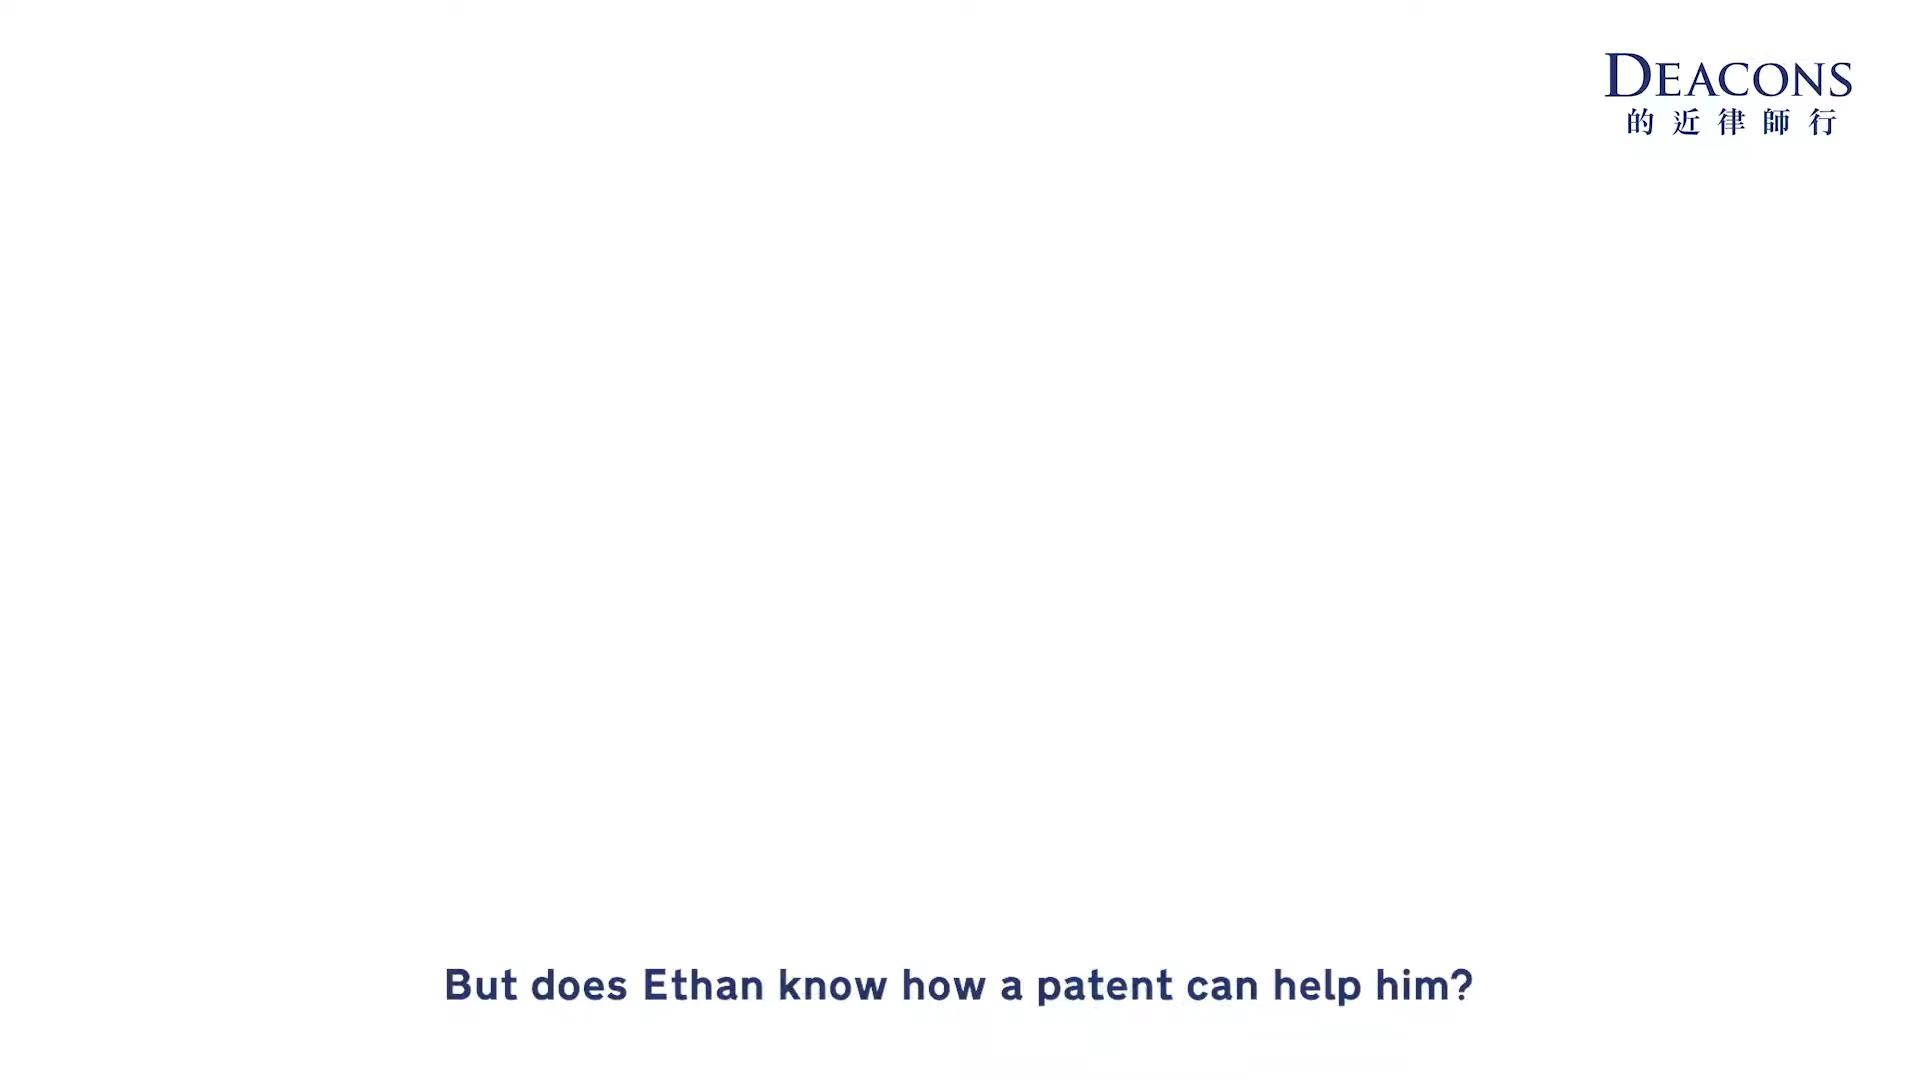 DEACONS
的近律師行
But does Ethan know how a patent can help him?